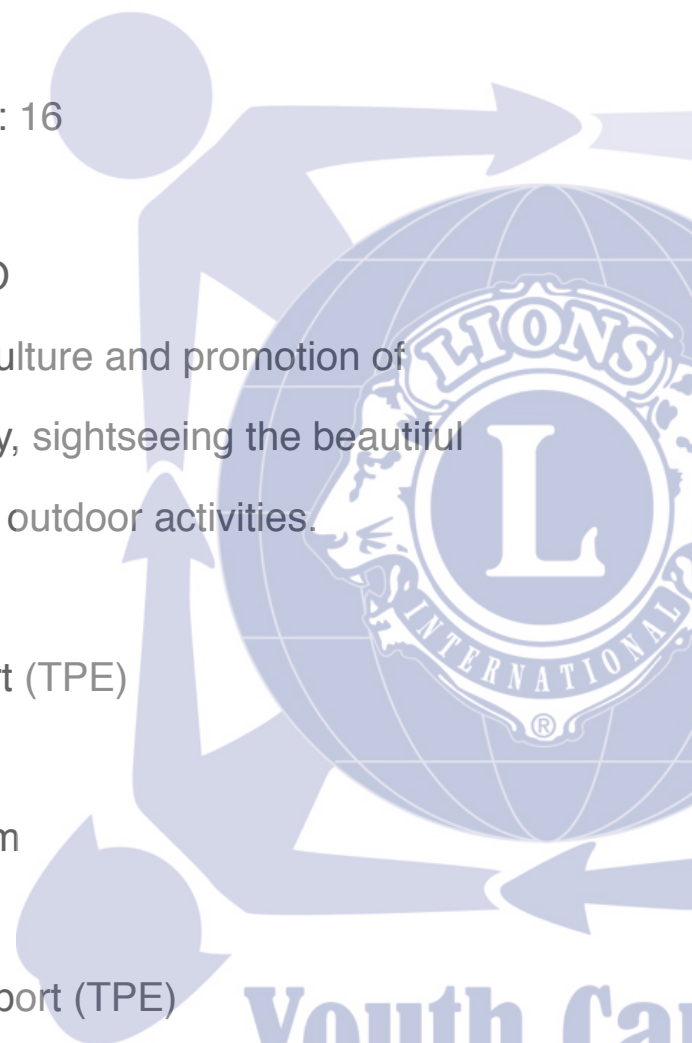 : 16
ulture and promotion of
y, sightseeing the beautiful
outdoor activities.
t (TPE)
m
port (TPE)
LIONS
L
INTERNATIONAL
®
Youth Ca